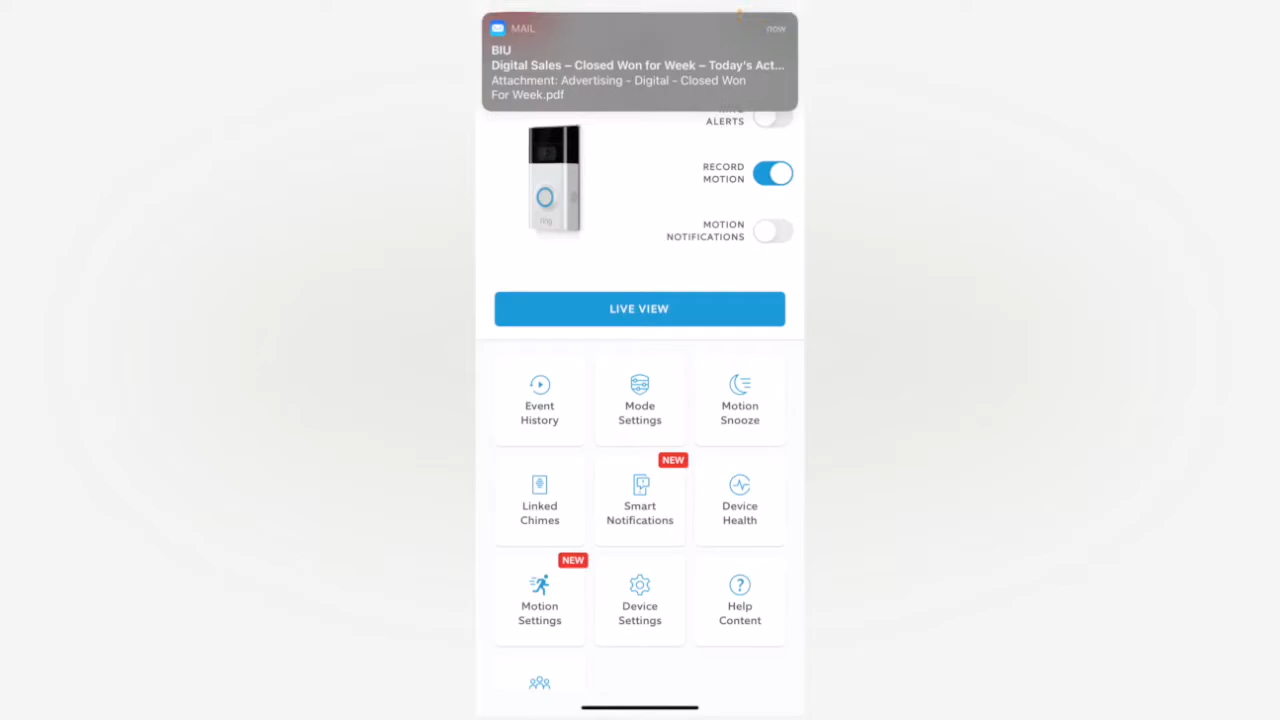 MAIL
now
BIU
Digital Sales – Closed Won for Week – Today's Act...
Attachment: Advertising - Digital - Closed Won
For Week.pdf
ALERTS
RECORD
MOTION
MOTION
NOTIFICATIONS
ring
LIVE VIEW
Event
History
Mode
Settings
Motion
Snooze
NEW
Linked
Chimes
Smart
Notifications
Device
Health
NEW
Motion
Settings
Device
Settings
Help
Content